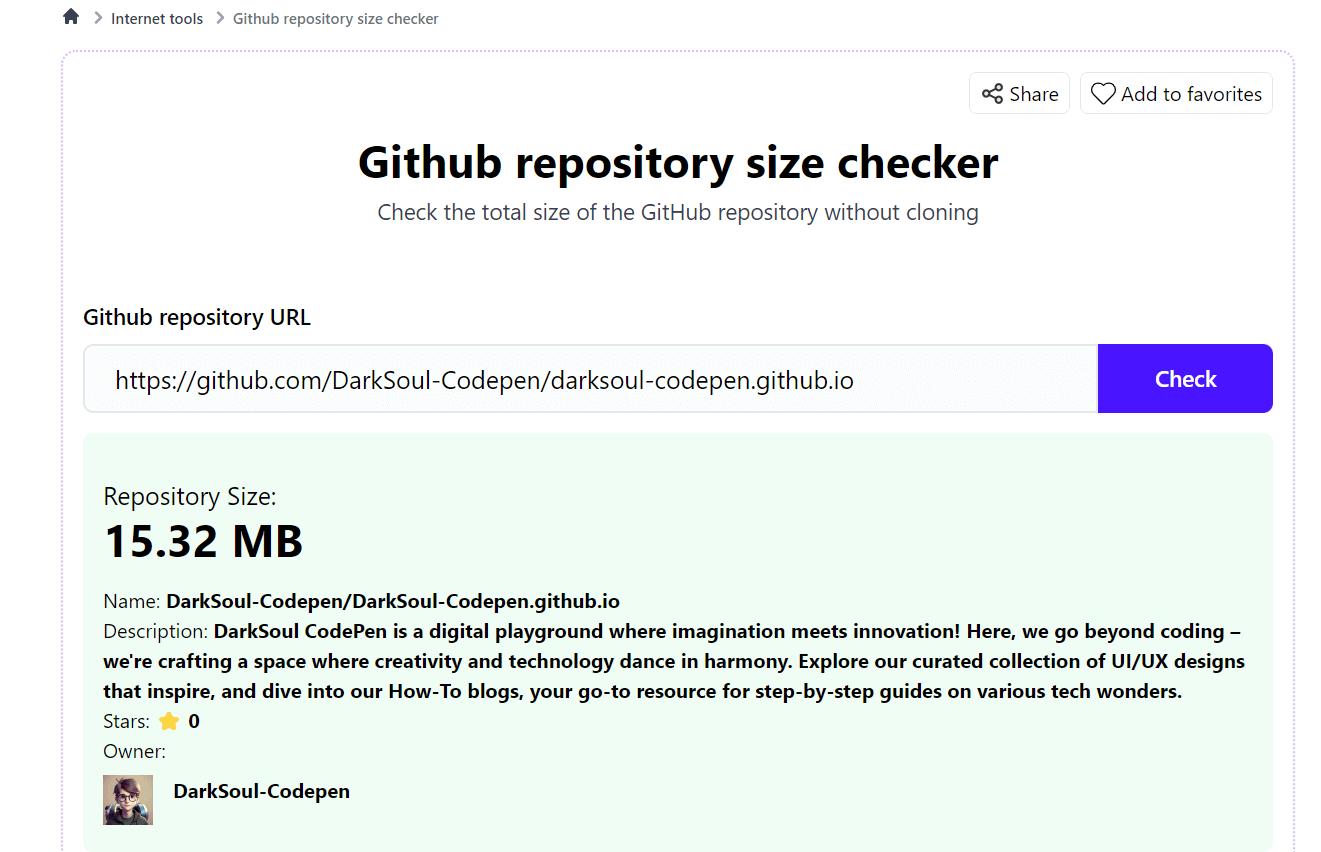 Internet tools Github repository size checker
Share Add to favorites
Github repository size checker
Check the total size of the GitHub repository without cloning
Github repository URL
https://github.com/DarkSoul-Codepen/darksoul-codepen.github.io Check
Repository Size:
15.32 MB
Name: DarkSoul-Codepen/DarkSoul-Codepen.github.io
Description: DarkSoul CodePen is a digital playground where imagination meets innovation! Here, we go beyond coding –
we're crafting a space where creativity and technology dance in harmony. Explore our curated collection of UI/UX designs
that inspire, and dive into our How-To blogs, your go-to resource for step-by-step guides on various tech wonders.
Stars: ⭐ 0
Owner:
DarkSoul-Codepen